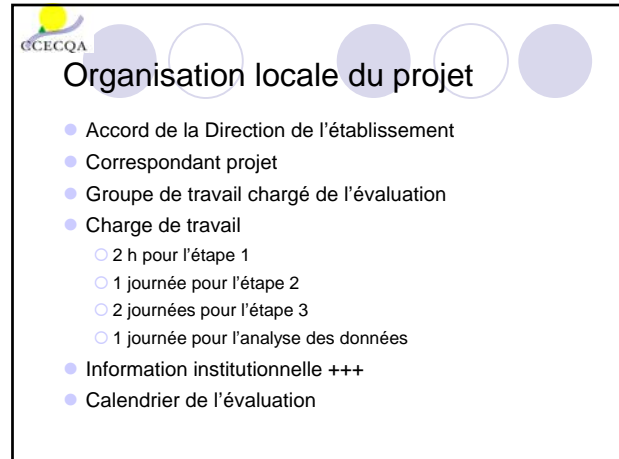 CCECQA
Organisation locale du projet
Accord de la Direction de l’établissement
Correspondant projet
Groupe de travail chargé de l’évaluation
Charge de travail
2 h pour l’étape 1
1 journée pour l’étape 2
2 journées pour l’étape 3
1 journée pour l’analyse des données
Information institutionnelle +++
Calendrier de l’évaluation